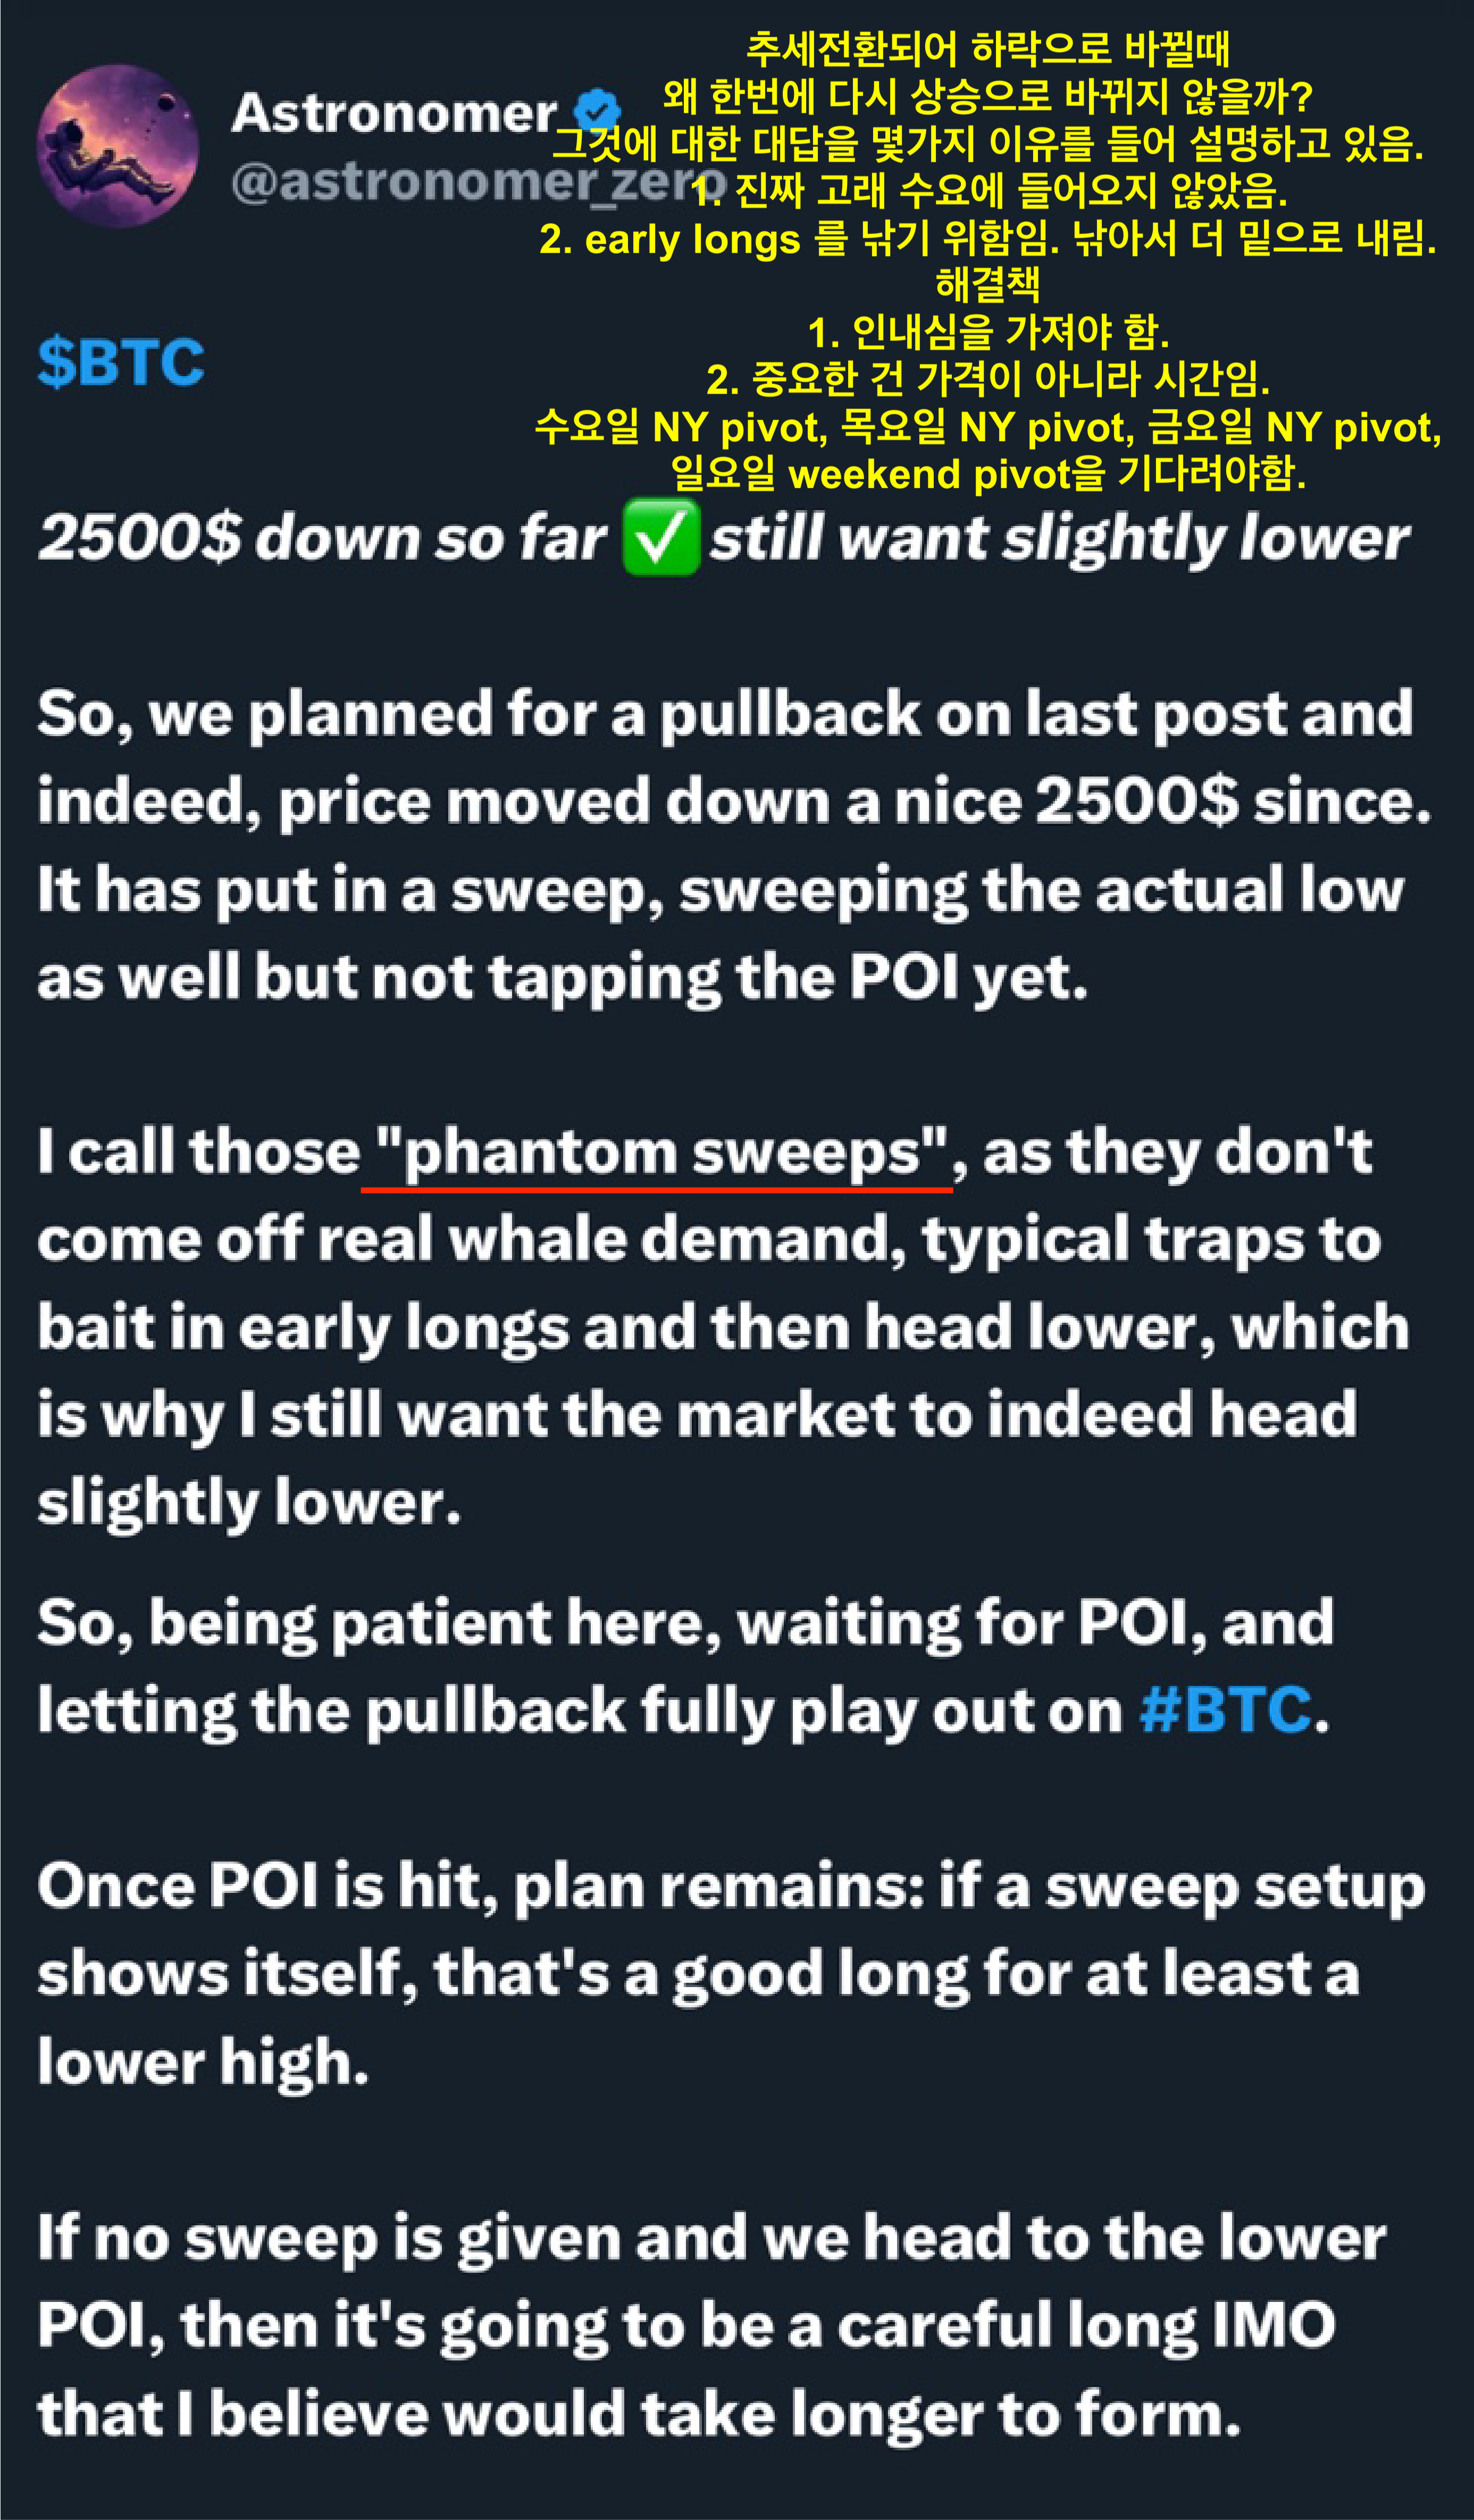 추세전환되어 하락으로 바뀔때
왜 한번에 다시 상승으로 바뀌지 않을까?
그것에 대한 대답을 몇가지 이유를 들어 설명하고 있음.
1. 진짜 고래 수요에 들어오지 않았음.
2. early longs 를 낚기 위함임. 낚아서 더 밑으로 내림.
해결책
1. 인내심을 가져야 함.
2. 중요한 건 가격이 아니라 시간임.
수요일 NY pivot, 목요일 NY pivot, 금요일 NY pivot,
일요일 weekend pivot을 기다려야함.
Astronomer
@astronomer_zero
$BTC
2500$ down so far ✅ still want slightly lower
So, we planned for a pullback on last post and
indeed, price moved down a nice 2500$ since.
It has put in a sweep, sweeping the actual low
as well but not tapping the POI yet.
I call those "phantom sweeps", as they don't
come off real whale demand, typical traps to
bait in early longs and then head lower, which
is why I still want the market to indeed head
slightly lower.
So, being patient here, waiting for POI, and
letting the pullback fully play out on #BTC.
Once POI is hit, plan remains: if a sweep setup
shows itself, that's a good long for at least a
lower high.
If no sweep is given and we head to the lower
POI, then it's going to be a careful long IMO
that I believe would take longer to form.